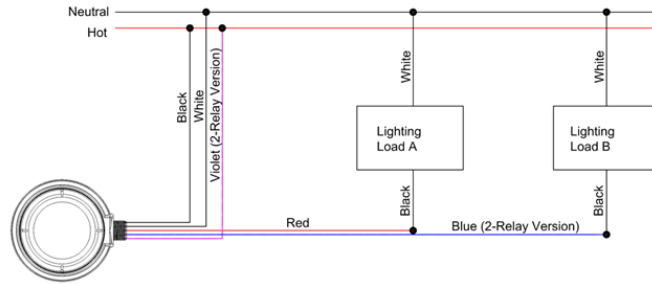 Neutral
Hot
Black
White
Violet (2-Relay Version)
White
White
Lighting
Load A
Lighting
Load B
Black
Black
Red
Blue (2-Relay Version)